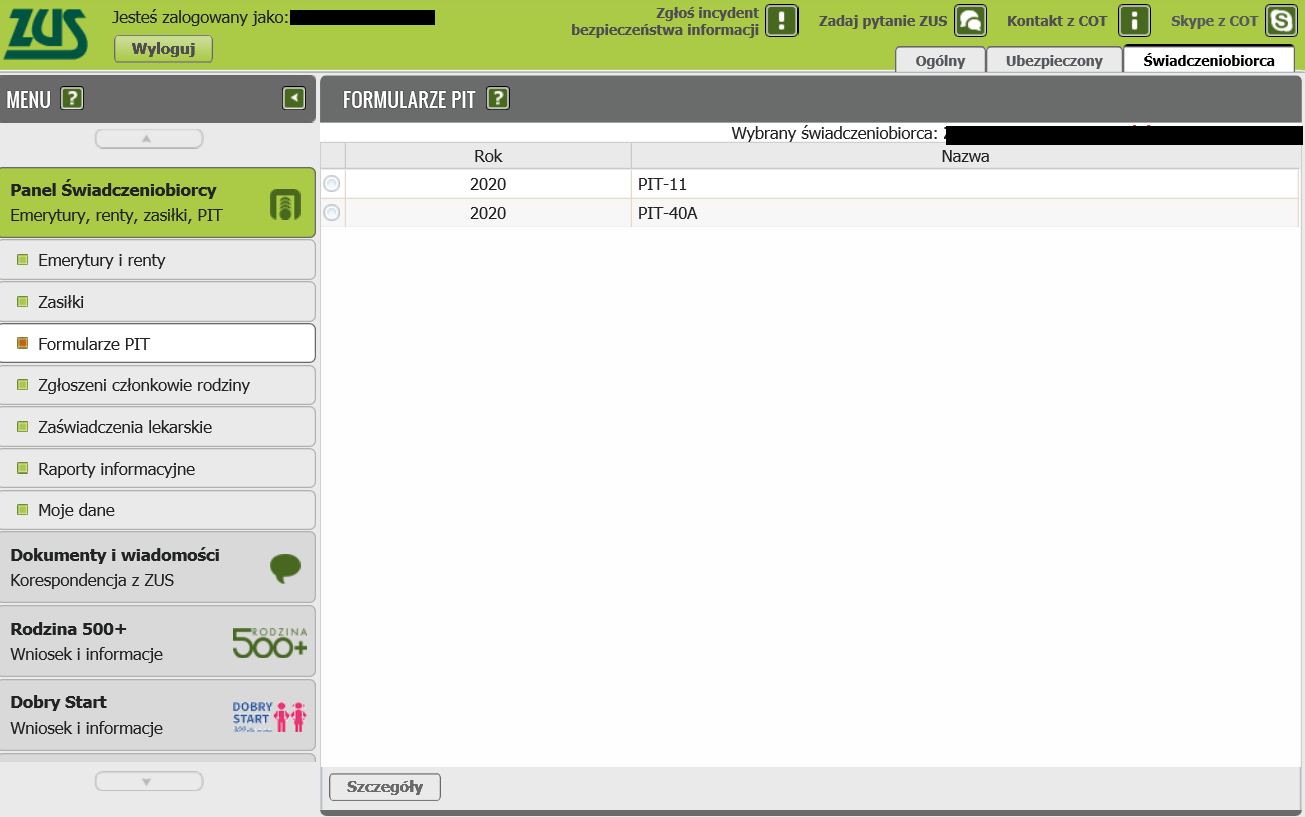 ZUS
Jesteś zalogowany jako:
Wyloguj
Zgłoś incydent
bezpieczeństwa informacji
Zadaj pytanie ZUS
Kontakt z COT
Skype z COT
Ogólny
Ubezpieczony
Świadczeniobiorca
MENU ?
FORMULARZE PIT ?
Wybrany świadczeniobiorca:
Rok Nazwa
2020 PIT-11
2020 PIT-40A
Panel Świadczeniobiorcy
Emerytury, renty, zasiłki, PIT
Emerytury i renty
Zasiłki
Formularze PIT
Zgłoszeni członkowie rodziny
Zaświadczenia lekarskie
Raporty informacyjne
Moje dane
Dokumenty i wiadomości
Korespondencja z ZUS
Rodzina 500+
Wniosek i informacje
RODZINA
500+
Dobry Start
Wniosek i informacje
DOBRY
START
Szczegóły